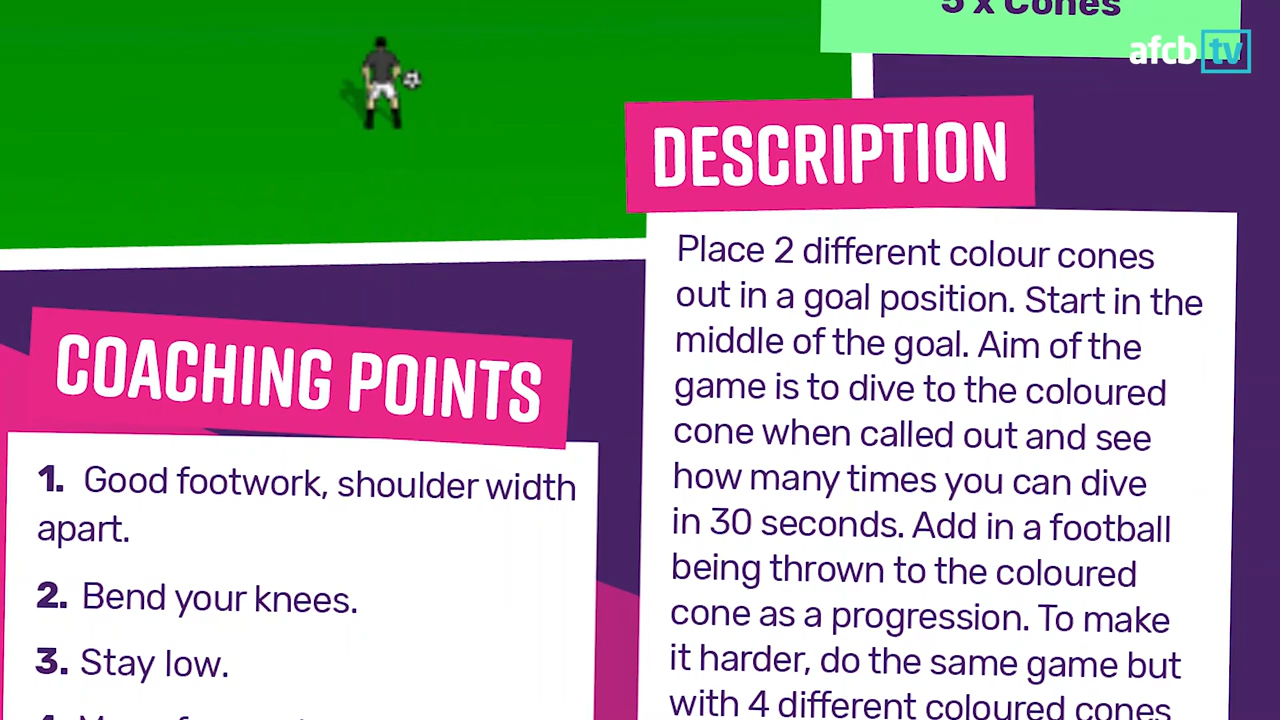 5 x Cones
afcb tv
DESCRIPTION
Place 2 different colour cones
out in a goal position. Start in the
middle of the goal. Aim of the
game is to dive to the coloured
cone when called out and see
how many times you can dive
in 30 seconds. Add in a football
being thrown to the coloured
cone as a progression. To make
it harder, do the same game but
with 4 different coloured cones
COACHING POINTS
1. Good footwork, shoulder width
apart.
2. Bend your knees.
3. Stay low.